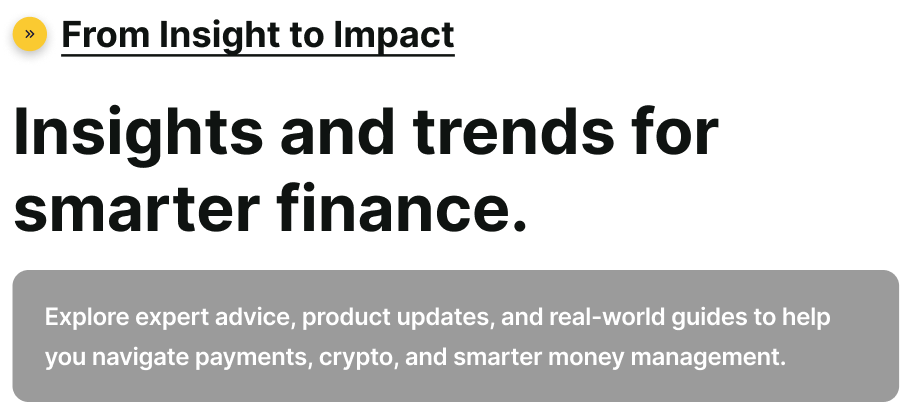 » From Insight to Impact
Insights and trends for
smarter finance.
Explore expert advice, product updates, and real-world guides to help
you navigate payments, crypto, and smarter money management.